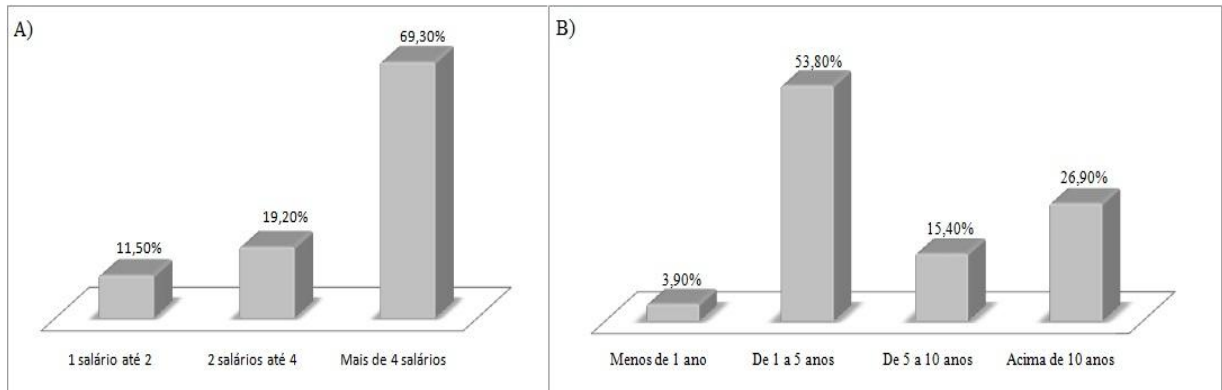 A)
69,30%
19,20%
11,50%
1 salário até 2 2 salários até 4 Mais de 4 salários
B)
53,80%
26,90%
15,40%
3,90%
Menos de 1 ano De 1 a 5 anos De 5 a 10 anos Acima de 10 anos